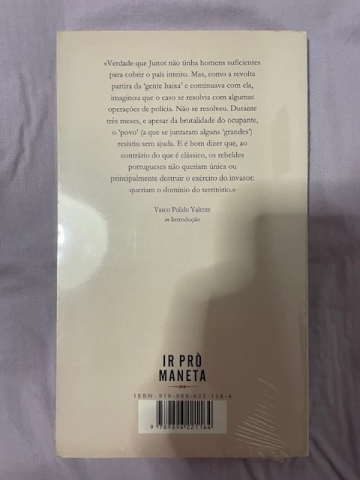 «Verdade que Junot não tinha homens suficientes
para cobrir o país inteiro. Mas, como a revolta
partira da ‘gente baixa’ e continuava com ela,
imaginou que o caso se resolvia com algumas
operações de polícia. Não se resolveu. Durante
três meses, e apesar da brutalidade do ocupante,
o ‘povo’ (a que se juntaram alguns ‘grandes’)
resistiu sem ajuda. E é bom dizer que, ao
contrário do que é clássico, os rebeldes
portugueses não queriam única ou
principalmente destruir o exército do invasor:
queriam o domínio do território.»
Vasco Pulido Valente
in Introdução
IR PRÒ
MANETA